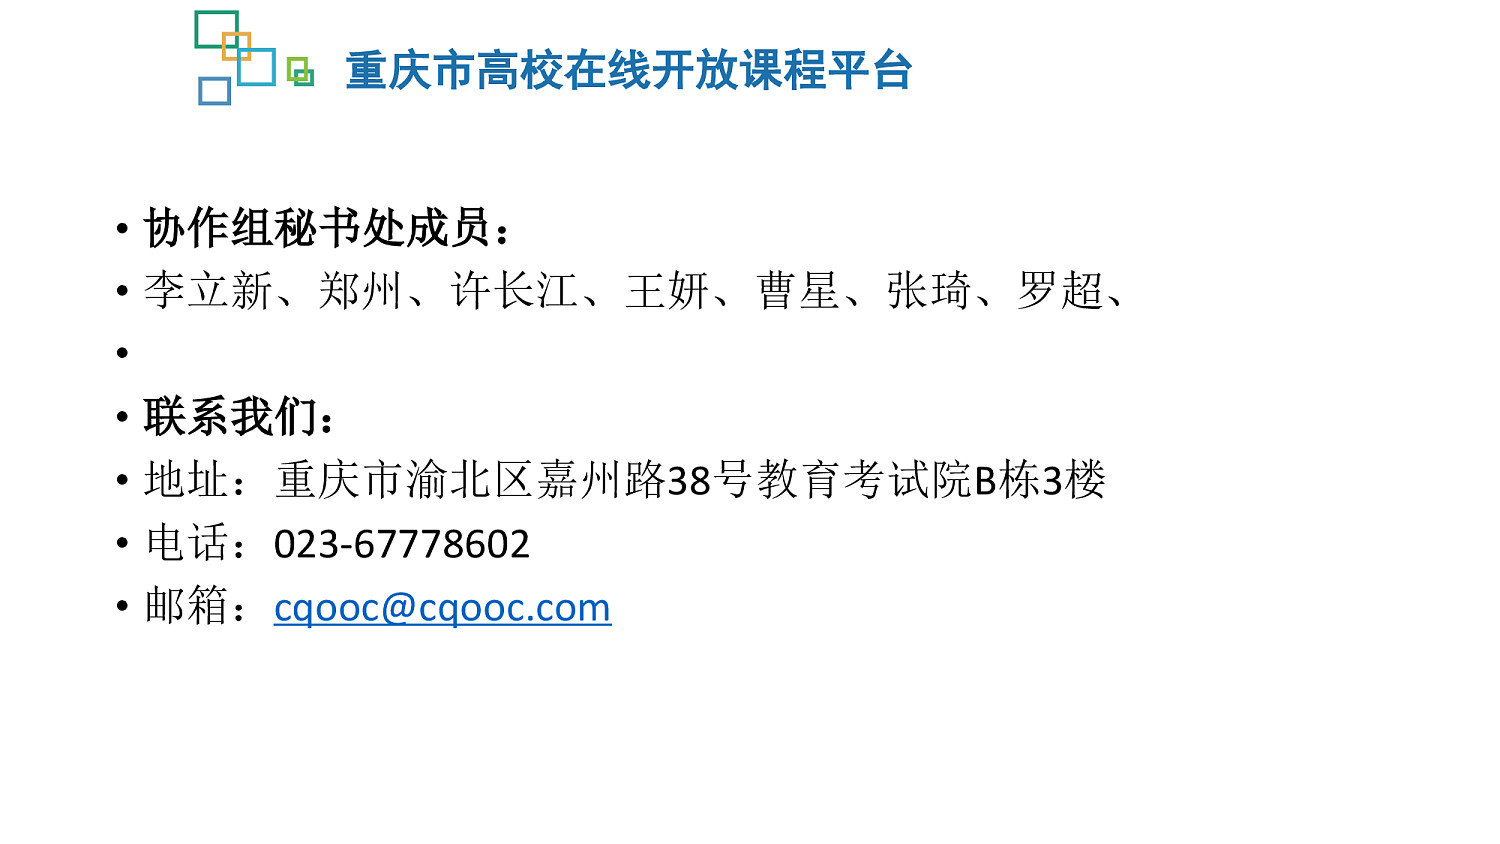 重庆市高校在线开放课程平台
• 协作组秘书处成员：
• 李立新、郑州、许长江、王妍、曹星、张琦、罗超、
•
• 联系我们：
• 地址：重庆市渝北区嘉州路38号教育考试院B栋3楼
• 电话：023-67778602
• 邮箱：cqooc@cqooc.com